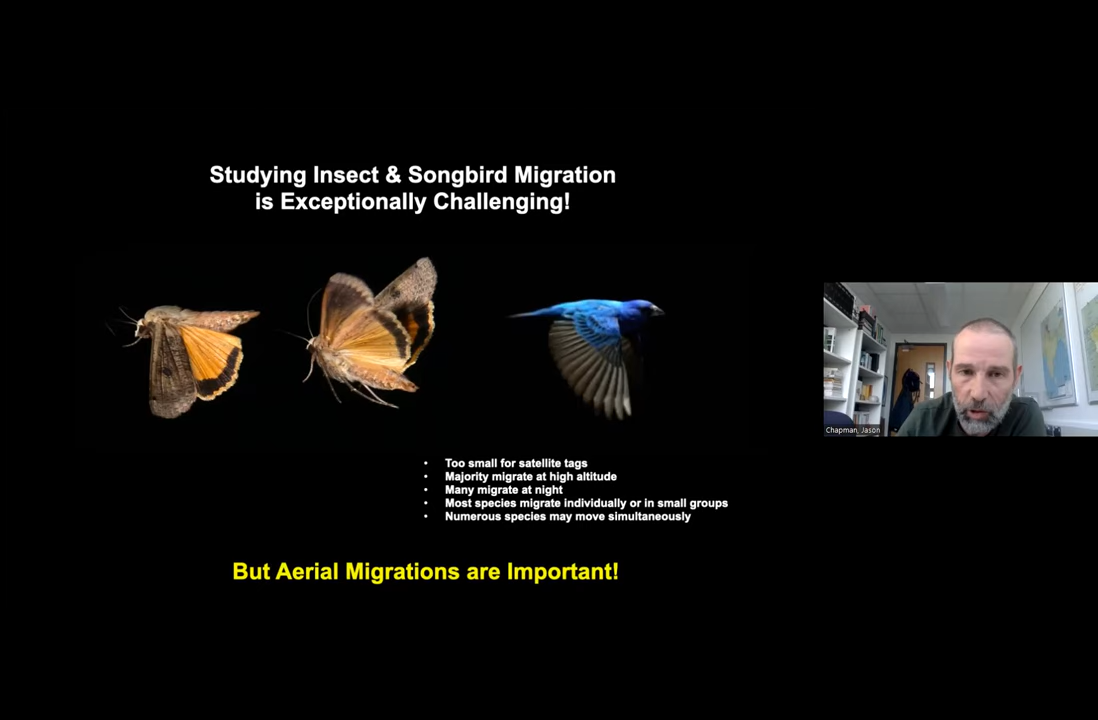 Studying Insect & Songbird Migration
is Exceptionally Challenging!
Chapman, Jason
• Too small for satellite tags
• Majority migrate at high altitude
• Many migrate at night
• Most species migrate individually or in small groups
• Numerous species may move simultaneously
But Aerial Migrations are Important!